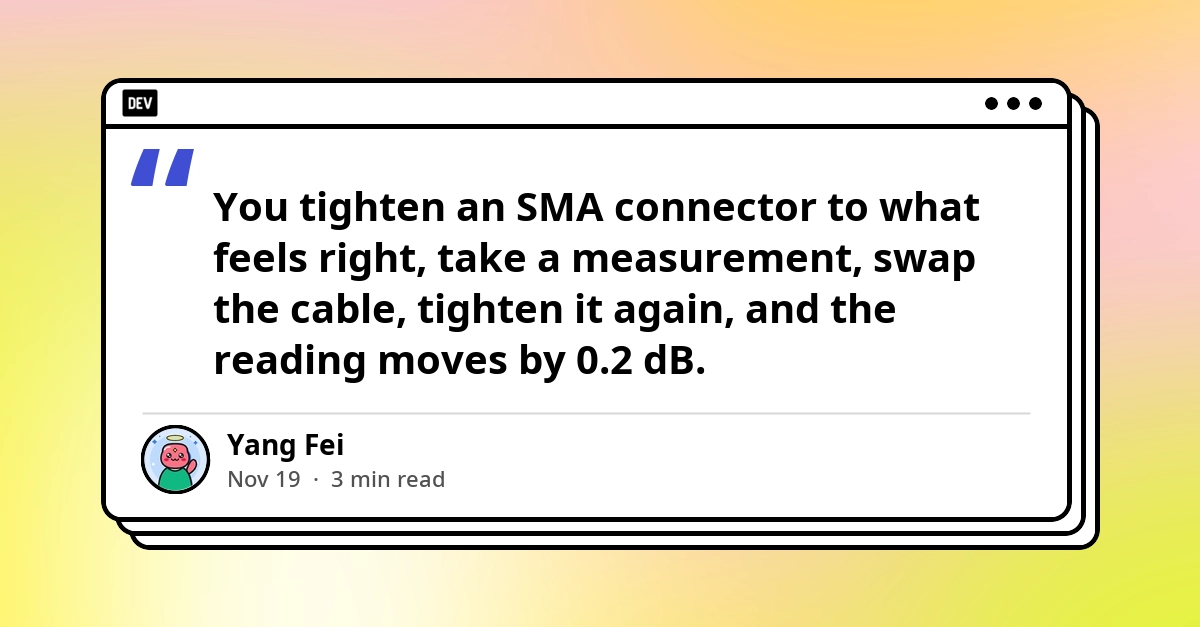 DEV
“
You tighten an SMA connector to what
feels right, take a measurement, swap
the cable, tighten it again, and the
reading moves by 0.2 dB.
Yang Fei
Nov 19 · 3 min read